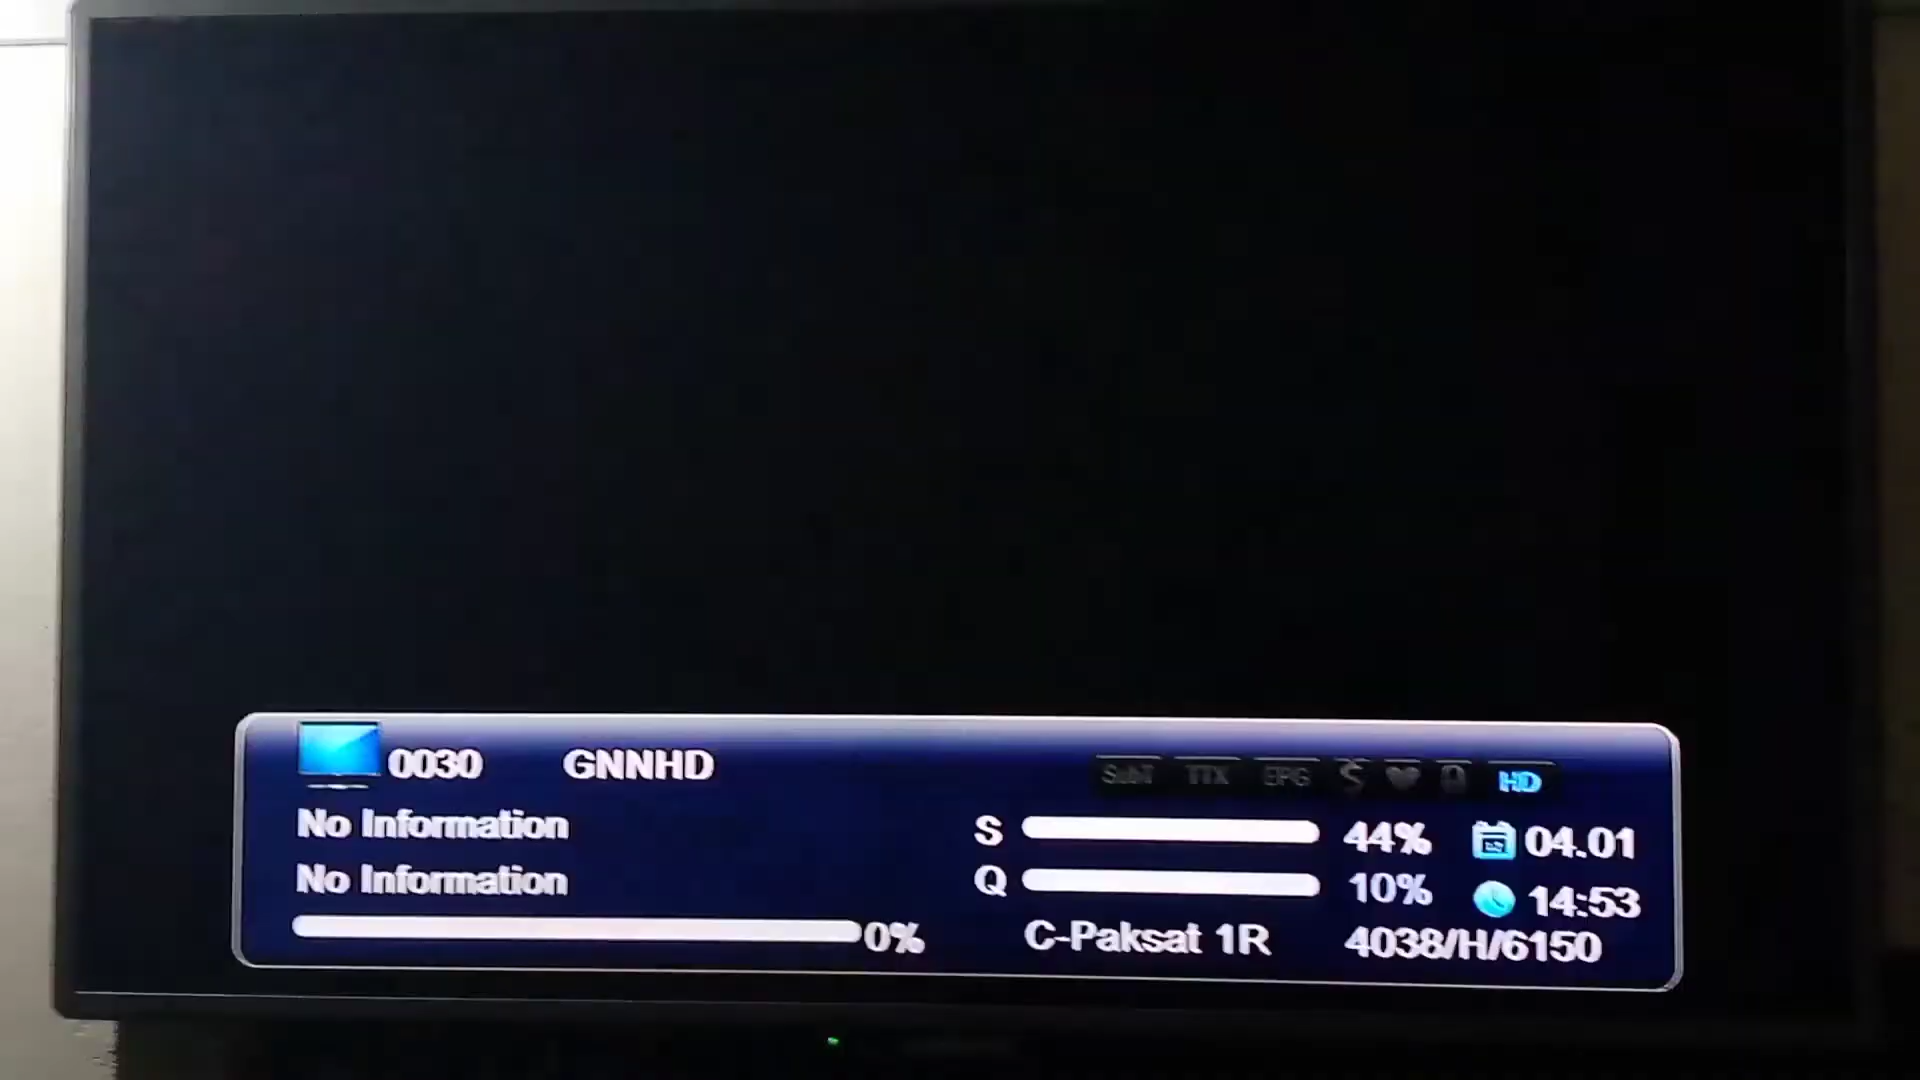 0030 GNNHD
SubT TTX EPG $ HD
No Information
S 44% 04.01
No Information
Q 10% 14:53
0%
C-Paksat 1R 4038/H/6150